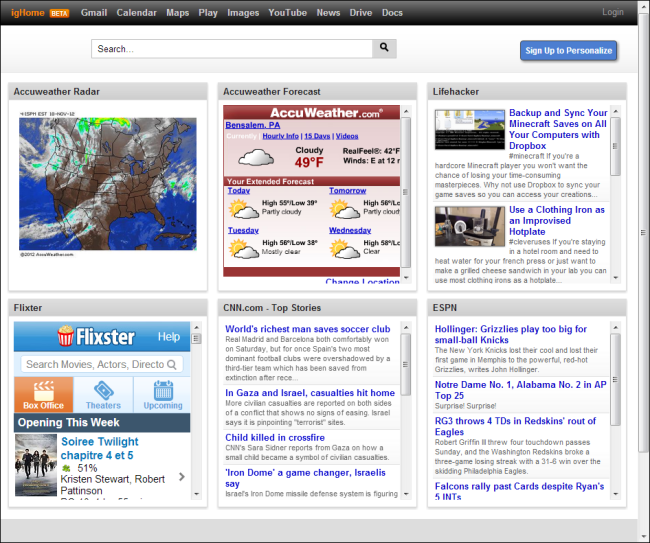 igHome BETA Gmail Calendar Maps Play Images YouTube News Drive Docs Login
Search...
Sign Up to Personalize
Accuweather Radar
©2012 AccuWeather.com
Accuweather Forecast
AccuWeather.com®
Bensalem, PA
Currently Hourly Info | 15 Days | Videos
Cloudy
49°F
RealFeel®: 42°F
Winds: E at 12 m
Your Extended Forecast
Today
High 55°/Low 39°
Partly cloudy
Tomorrow
High 56°/L
Partly clo
Tuesday
High 56°/Low 38°
Mostly clear
Wednesday
High 58°/L
Clear
Change Location
Lifehacker
Backup and Sync Your
Minecraft Saves on All
Your Computers with
Dropbox
#minecraft If you're a
hardcore Minecraft player you won't want the
chance of losing your time-consuming
masterpieces. Why not use Dropbox to sync your
game saves so you can access your creations...
Use a Clothing Iron as
an Improvised
Hotplate
#cleveruses If you're staying
in a hotel room and need to
heat water for your french press or just want to
make a grilled cheese sandwich in your lab you can
use most clothing irons as a hotplate...
Flixter
Flixster
Help
Search Movies, Actors, Directo
Box Office
Theaters
Upcoming
Opening This Week
Soiree Twilight
chapitre 4 et 5
51%
Kristen Stewart, Robert
Pattinson
CNN.com - Top Stories
World's richest man saves soccer club
Real Madrid and Barcelona both comfortably won
on Saturday, but for once Spain's two most
dominant football clubs were overshadowed by a
third-tier team which has been saved from
extinction after rece...
In Gaza and Israel, casualties hit home
More civilian casualties are reported on both sides
of a conflict that shows no signs of easing. Israel
says it is pinpointing "terrorist" sites.
Child killed in crossfire
CNN's Sara Sidner reports from Gaza on how a
small child became a symbol of civilian suffering.
'Iron Dome' a game changer, Israelis
say
Israel's Iron Dome missile defense system is figuring
ESPN
Hollinger: Grizzlies play too big for
small-ball Knicks
The New York Knicks lost their cool and lost their
first game in Memphis to the powerful, red-hot
Grizzlies, writes John Hollinger.
Notre Dame No. 1, Alabama No. 2 in AP
Top 25
Surprise! Surprise!
RG3 throws 4 TDs in Redskins' rout of
Eagles
Robert Griffin III threw four touchdown passes
Sunday, and the Washington Redskins broke a
three-game losing streak with a 31-6 win over the
skidding Philadelphia Eagles.
Falcons rally past Cards despite Ryan's
5 INTs